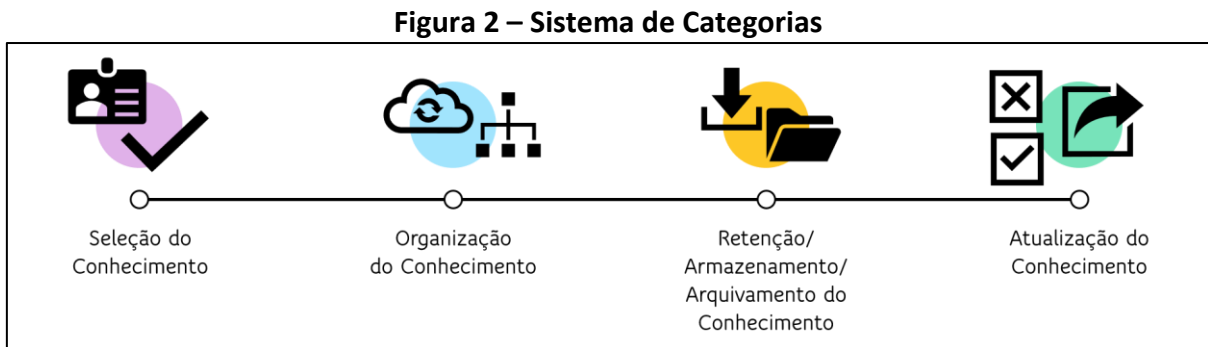 Figura 2 – Sistema de Categorias
Seleção do
Conhecimento
Organização
do Conhecimento
Retenção/
Armazenamento/
Arquivamento do
Conhecimento
Atualização do
Conhecimento